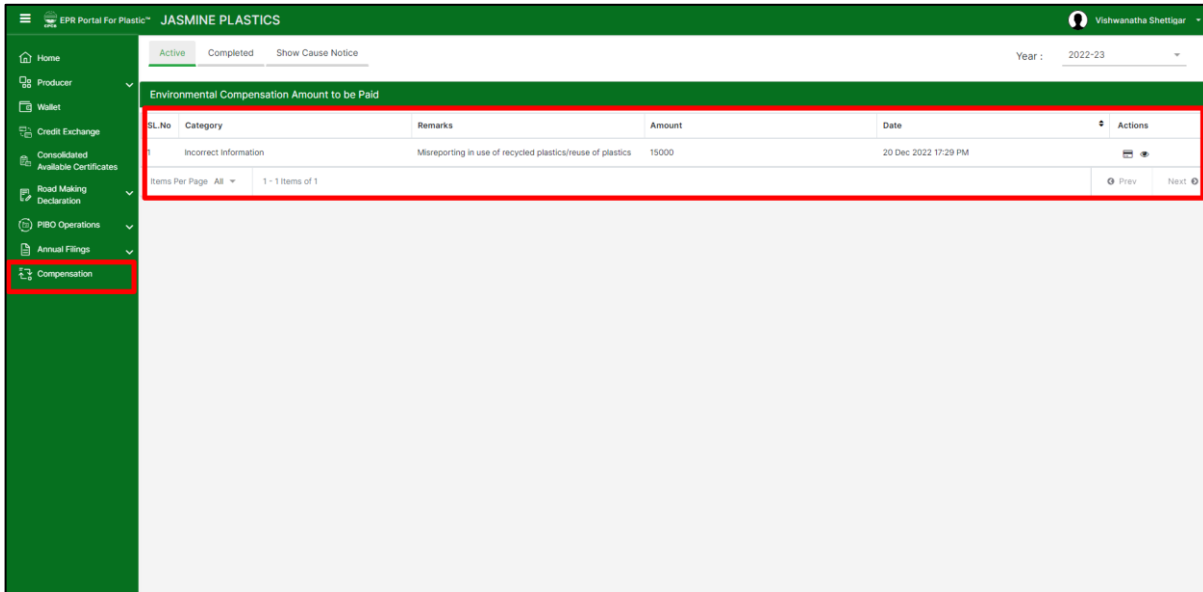 EPR Portal For Plastic™ JASMINE PLASTICS Vishwanatha Shettigar
Home
Producer
Wallet
Credit Exchange
Consolidated
Available Certificates
Road Making
Declaration
PIBO Operations
Annual Filings
Compensation
Active Completed Show Cause Notice Year : 2022-23
Environmental Compensation Amount to be Paid
SL.No Category Remarks Amount Date Actions
1 Incorrect Information Misreporting in use of recycled plastics/reuse of plastics 15000 20 Dec 2022 17:29 PM
Items Per Page All 1 - 1 Items of 1 Prev Next